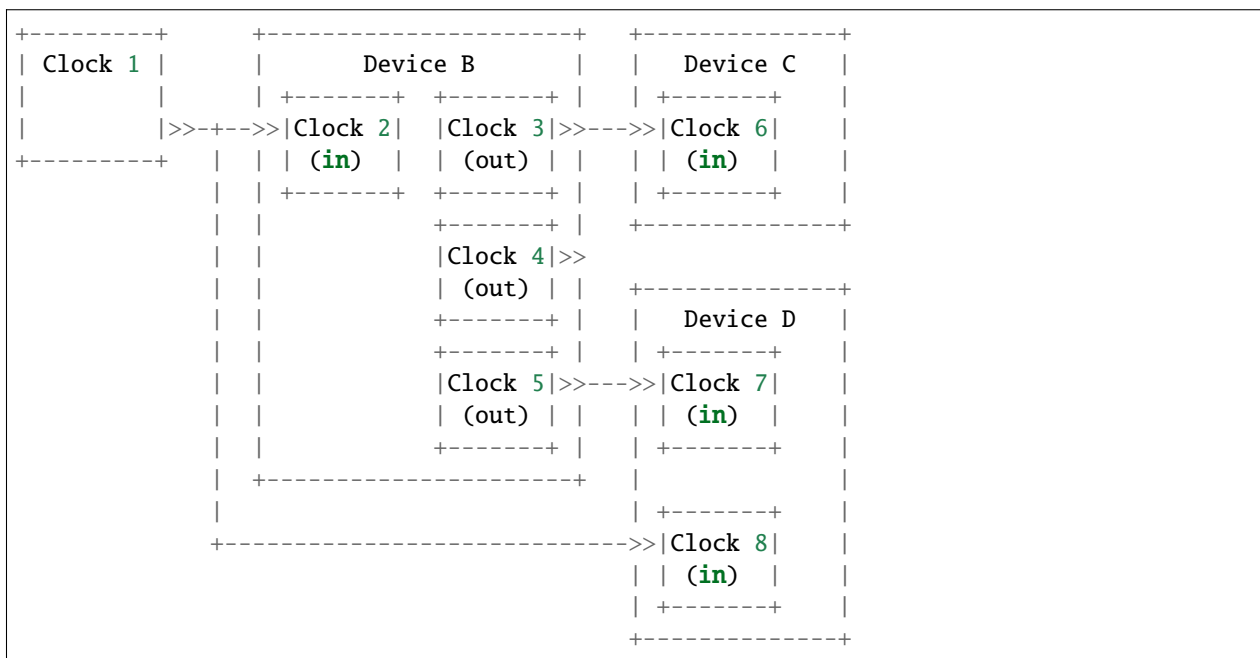 +---------+         +----------------------+    +--------------+
| Clock 1 |         |       Device B       |    |   Device C   |
|         |         | +-------+  +-------+ |    | +-------+    |
|         |>>-+-->>|Clock 2|  |Clock 3|>>--->>|Clock 6|    |
+---------+   |  | | (in)  |  | (out) | |    | | (in)  |    |
              |  | +-------+  +-------+ |    | +-------+    |
              |  |            +-------+ |    +--------------+
              |  |            |Clock 4|>>
              |  |            | (out) | |    +--------------+
              |  |            +-------+ |    |   Device D   |
              |  |            +-------+ |    | +-------+    |
              |  |            |Clock 5|>>--->>|Clock 7|    |
              |  |            | (out) | |    | | (in)  |    |
              |  |            +-------+ |    | +-------+    |
              |  +----------------------+    |              |
              |                              | +-------+    |
              +---------------------------->>|Clock 8|    |
                                             | | (in)  |    |
                                             | +-------+    |
                                             +--------------+